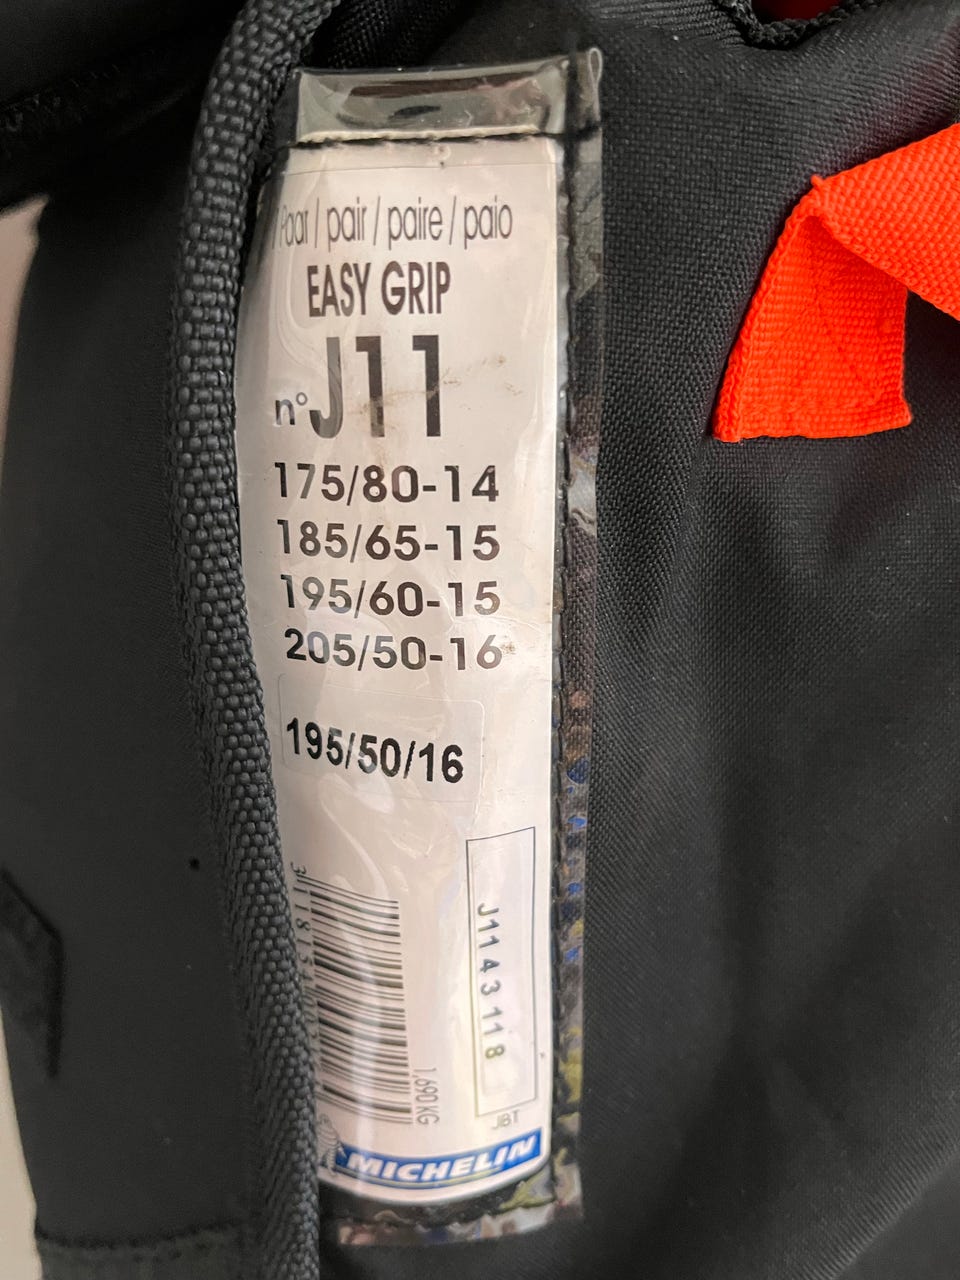 Paar / pair / paire / paio
EASY GRIP
n° J11
175/80-14
185/65-15
195/60-15
205/50-16
195/50/16
J1143118
JBT
1,690 KG
MICHELIN